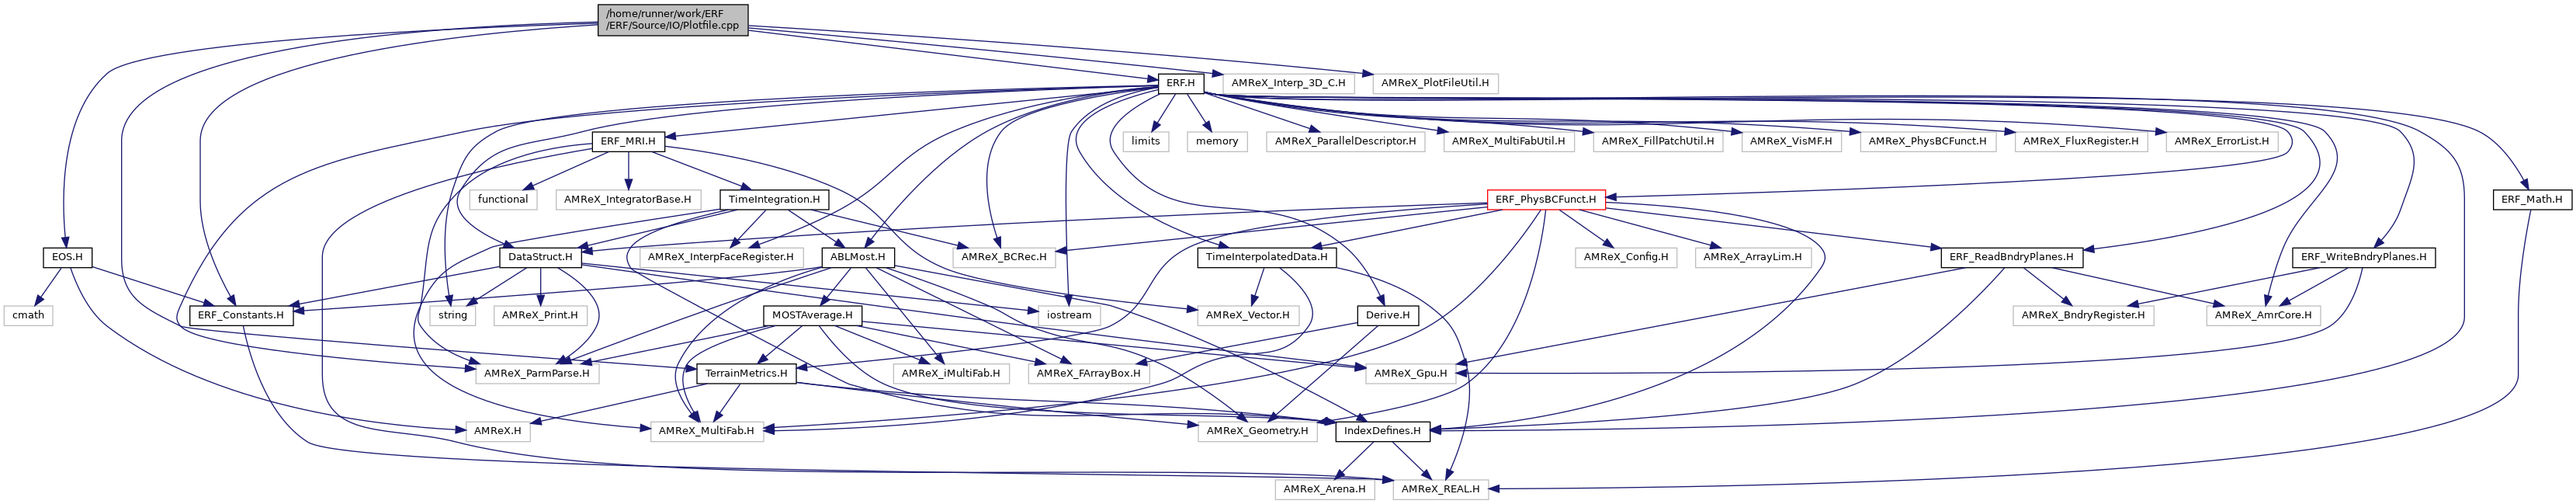 /home/runner/work/ERF
/ERF/Source/IO/Plotfile.cpp
ERF.H
AMReX_Interp_3D_C.H
AMReX_PlotFileUtil.H
ERF_MRI.H
limits
memory
AMReX_ParallelDescriptor.H
AMReX_MultiFabUtil.H
AMReX_FillPatchUtil.H
AMReX_VisMF.H
AMReX_PhysBCFunct.H
AMReX_FluxRegister.H
AMReX_ErrorList.H
functional
AMReX_IntegratorBase.H
TimeIntegration.H
ERF_PhysBCFunct.H
ERF_Math.H
EOS.H
DataStruct.H
AMReX_InterpFaceRegister.H
ABLMost.H
AMReX_BCRec.H
TimeInterpolatedData.H
AMReX_Config.H
AMReX_ArrayLim.H
ERF_ReadBndryPlanes.H
ERF_WriteBndryPlanes.H
cmath
ERF_Constants.H
string
AMReX_Print.H
MOSTAverage.H
iostream
AMReX_Vector.H
Derive.H
AMReX_BndryRegister.H
AMReX_AmrCore.H
AMReX_ParmParse.H
TerrainMetrics.H
AMReX_iMultiFab.H
AMReX_FArrayBox.H
AMReX_Gpu.H
AMReX.H
AMReX_MultiFab.H
AMReX_Geometry.H
IndexDefines.H
AMReX_Arena.H
AMReX_REAL.H